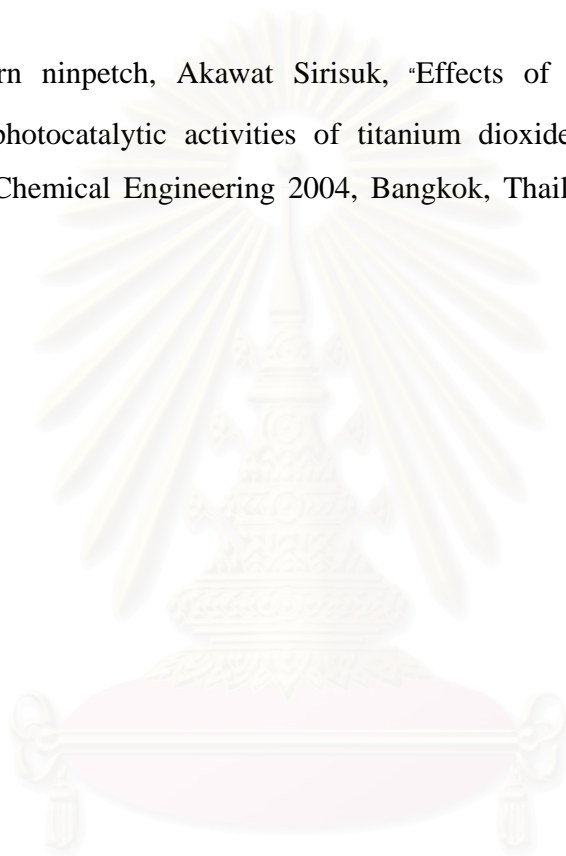 rn ninpetch, Akawat Sirisuk, “Effects of
photocatalytic activities of titanium dioxide
Chemical Engineering 2004, Bangkok, Thail